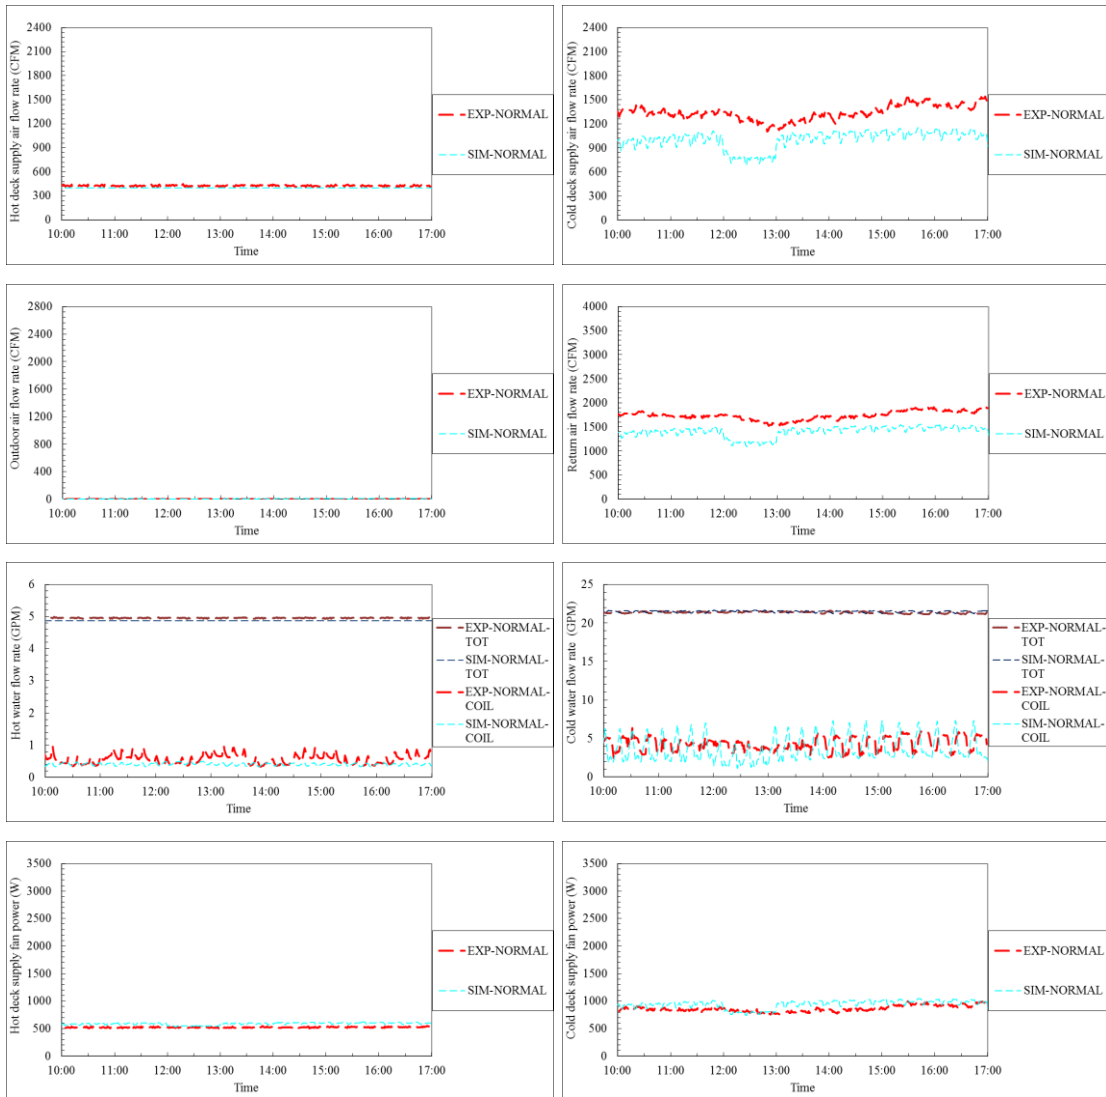 Hot deck supply air flow rate (CFM)
2400
2100
1800
1500
1200
900
600
300
0
10:00 11:00 12:00 13:00 14:00 15:00 16:00 17:00
Time
EXP-NORMAL
SIM-NORMAL
Cold deck supply air flow rate (CFM)
2400
2100
1800
1500
1200
900
600
300
0
10:00 11:00 12:00 13:00 14:00 15:00 16:00 17:00
Time
EXP-NORMAL
SIM-NORMAL
Outdoor air flow rate (CFM)
2800
2400
2000
1600
1200
800
400
0
10:00 11:00 12:00 13:00 14:00 15:00 16:00 17:00
Time
EXP-NORMAL
SIM-NORMAL
Return air flow rate (CFM)
4000
3500
3000
2500
2000
1500
1000
500
0
10:00 11:00 12:00 13:00 14:00 15:00 16:00 17:00
Time
EXP-NORMAL
SIM-NORMAL
Hot water flow rate (GPM)
6
5
4
3
2
1
0
10:00 11:00 12:00 13:00 14:00 15:00 16:00 17:00
Time
EXP-NORMAL-
TOT
SIM-NORMAL-
TOT
EXP-NORMAL-
COIL
SIM-NORMAL-
COIL
Cold water flow rate (GPM)
25
20
15
10
5
0
10:00 11:00 12:00 13:00 14:00 15:00 16:00 17:00
Time
EXP-NORMAL-
TOT
SIM-NORMAL-
TOT
EXP-NORMAL-
COIL
SIM-NORMAL-
COIL
Hot deck supply fan power (W)
3500
3000
2500
2000
1500
1000
500
0
10:00 11:00 12:00 13:00 14:00 15:00 16:00 17:00
Time
EXP-NORMAL
SIM-NORMAL
Cold deck supply fan power (W)
3500
3000
2500
2000
1500
1000
500
0
10:00 11:00 12:00 13:00 14:00 15:00 16:00 17:00
Time
EXP-NORMAL
SIM-NORMAL